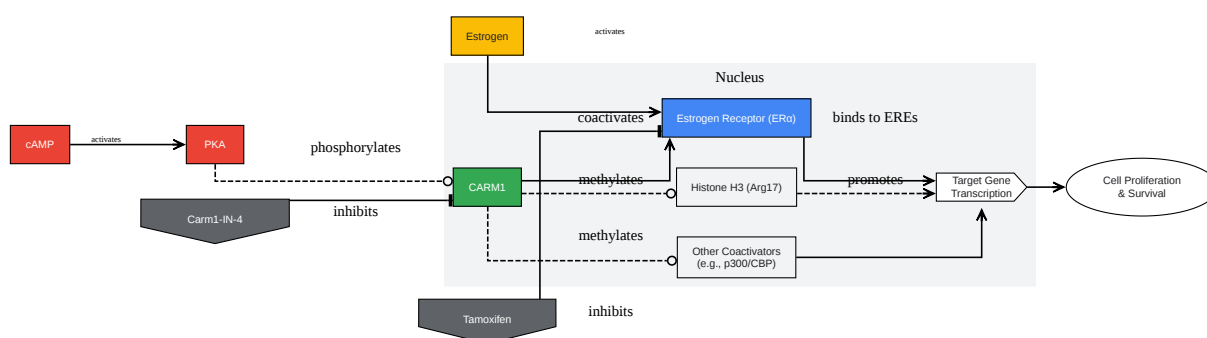 Estrogen
activates
Nucleus
coactivates
Estrogen Receptor (ERα)
binds to EREs
cAMP
activates
PKA
phosphorylates
CARM1
methylates
Histone H3 (Arg17)
promotes
Target Gene
Transcription
Cell Proliferation
& Survival
Carm1-IN-4
inhibits
methylates
Other Coactivators
(e.g., p300/CBP)
Tamoxifen
inhibits